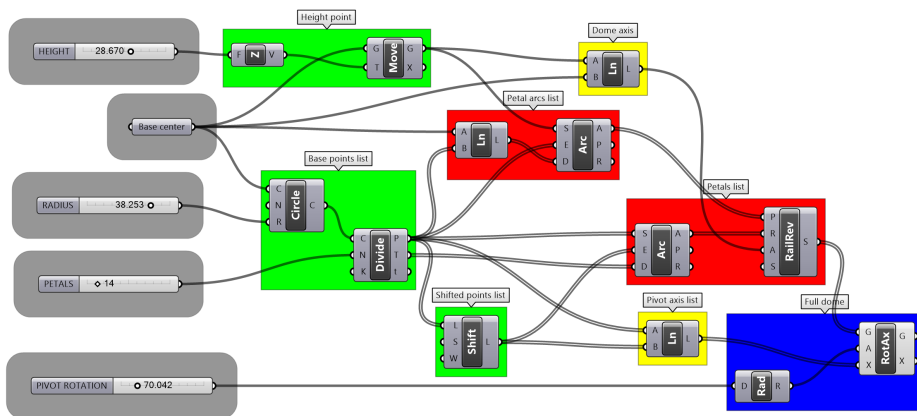 Height point
HEIGHT 28.670
F Z V
G T Move G X
Dome axis
A B Ln L
Base center
Petal arcs list
A B Ln L
S E D Arc A P R
Base points list
C N R Circle C
RADIUS 38.253
C N K Divide P T t
PETALS 14
Petals list
S E D Arc A P R
P R A S RailRev S
Shifted points list
L S W Shift L
Pivot axis list
A B Ln L
Full dome
G A X RotAx G X
PIVOT ROTATION 70.042
D Rad R